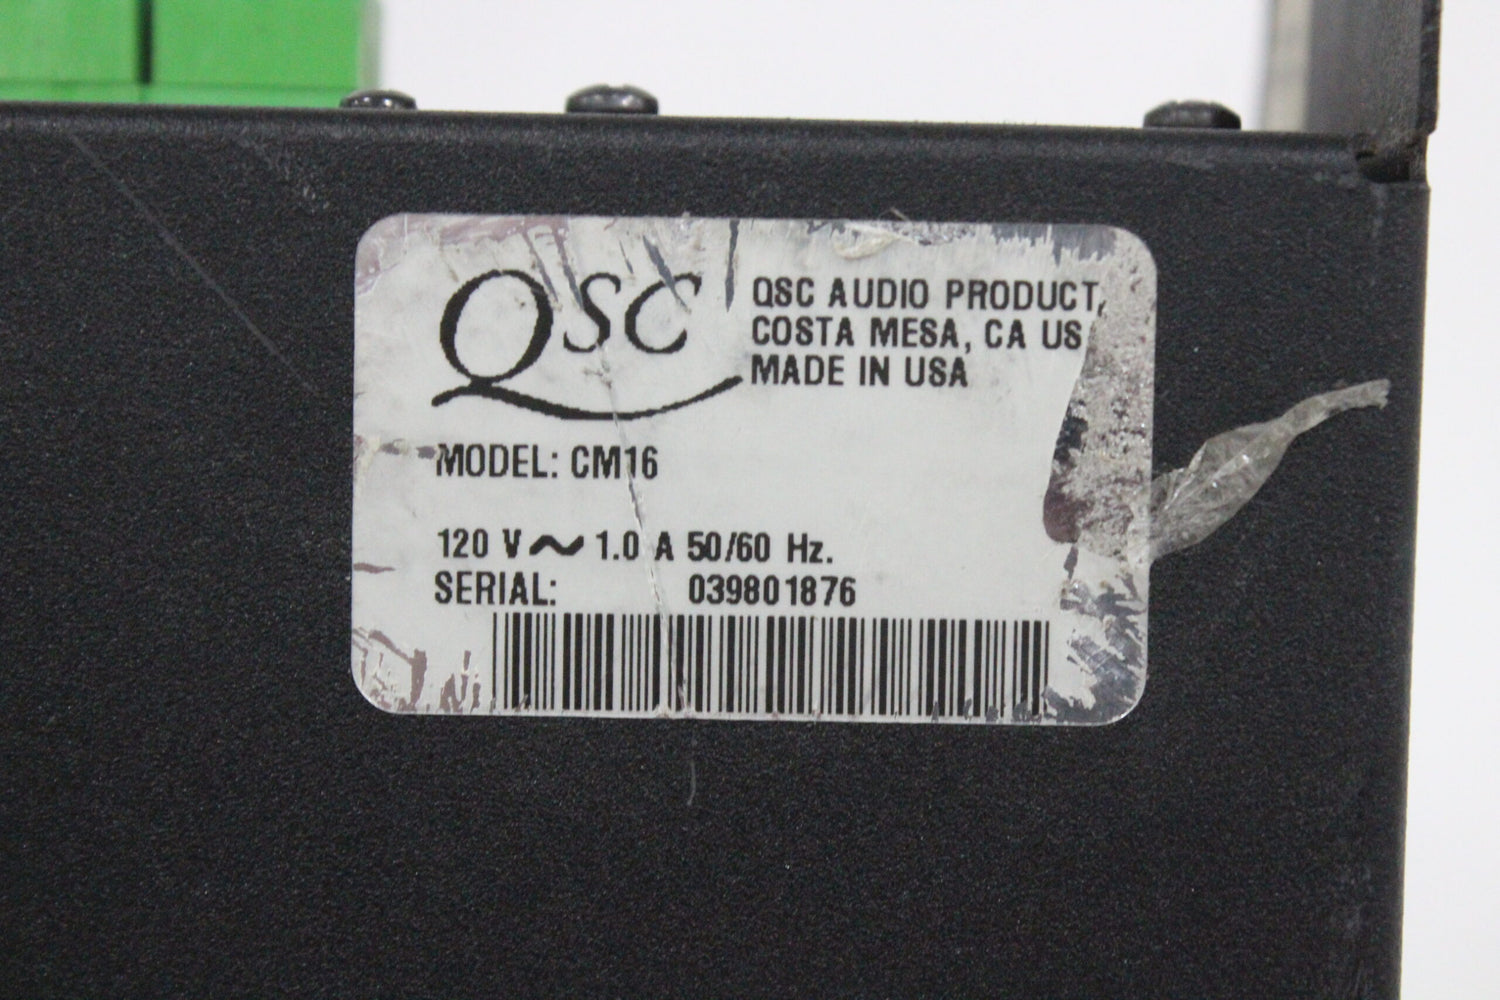 QSC
QSC AUDIO PRODUCT
COSTA MESA, CA US
MADE IN USA
MODEL: CM16
120 V ~ 1.0 A 50/60 Hz.
SERIAL: 039801876